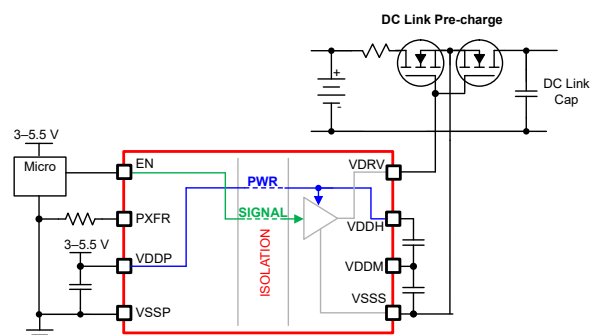 DC Link Pre-charge
+
-
DC Link
Cap
3–5.5 V
Micro
EN
VDRV
PWR
PXFR
SIGNAL
VDDH
3–5.5 V
ISOLATION
VDDP
VDDM
VSSS
VSSP